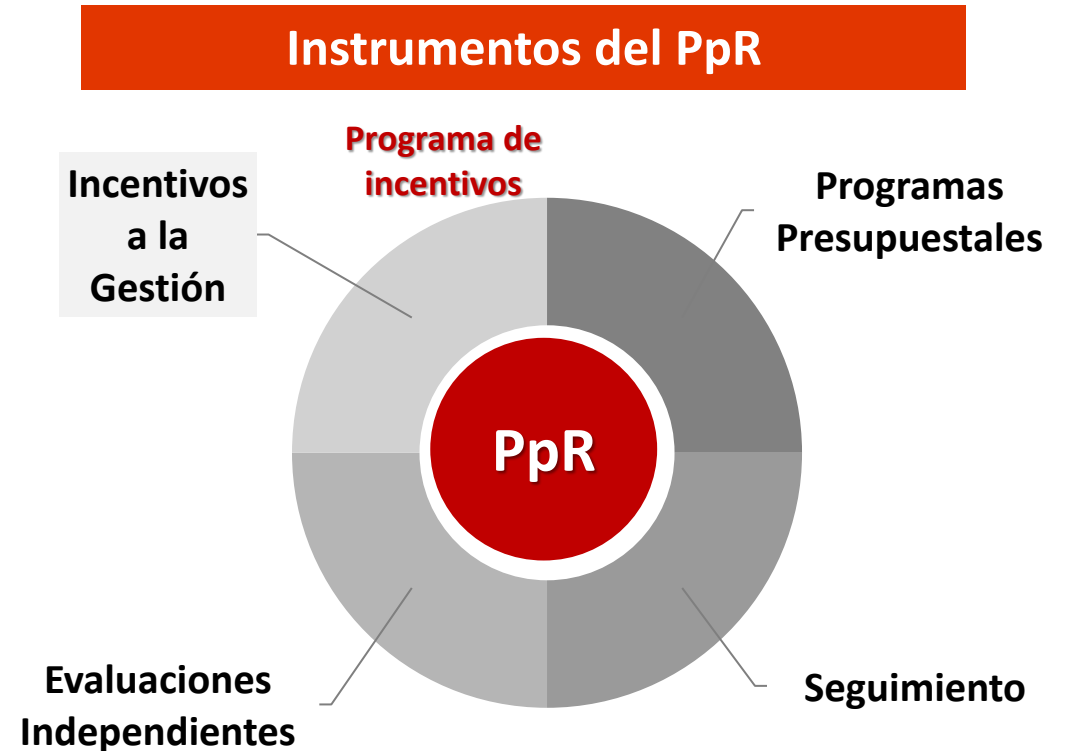 Instrumentos del PpR
Programa de
incentivos
Incentivos
a la
Gestión
Programas
Presupuestales
PpR
Evaluaciones
Independientes
Seguimiento